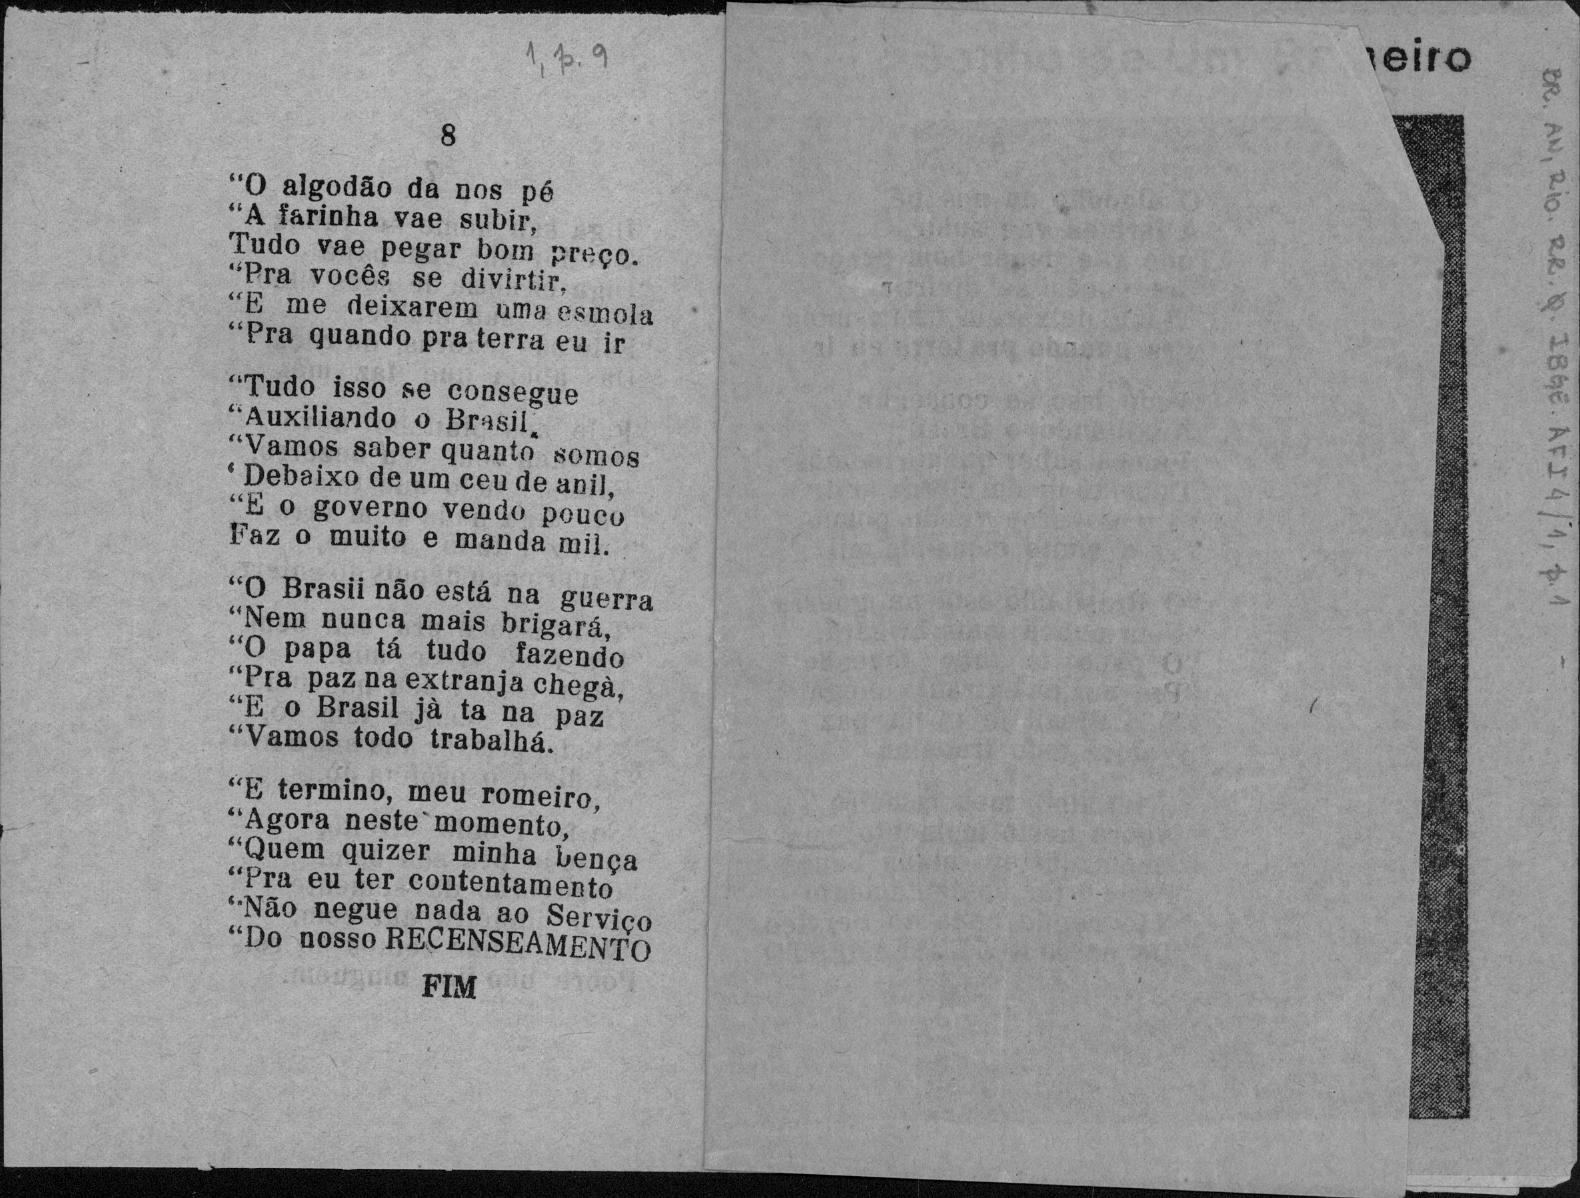 1, p. 9
8
“O algodão da nos pé
“A farinha vae subir,
Tudo vae pegar bom preço.
“Pra vocês se divirtir,
“E me deixarem uma esmola
“Pra quando pra terra eu ir
“Tudo isso se consegue
“Auxiliando o Brasil.
“Vamos saber quanto somos
‘Debaixo de um ceu de anil,
“E o governo vendo pouco
Faz o muito e manda mil.
“O Brasii não está na guerra
“Nem nunca mais brigará,
“O papa tá tudo fazendo
“Pra paz na extranja chegà,
“E o Brasil jà ta na paz
“Vamos todo trabalhá.
“E termino, meu romeiro,
“Agora neste momento,
“Quem quizer minha bença
“Pra eu ter contentamento
“Não negue nada ao Serviço
“Do nosso RECENSEAMENTO
FIM
eiro
BR. AN, RIO. RR. 1898. AFI 4/1, p. 1